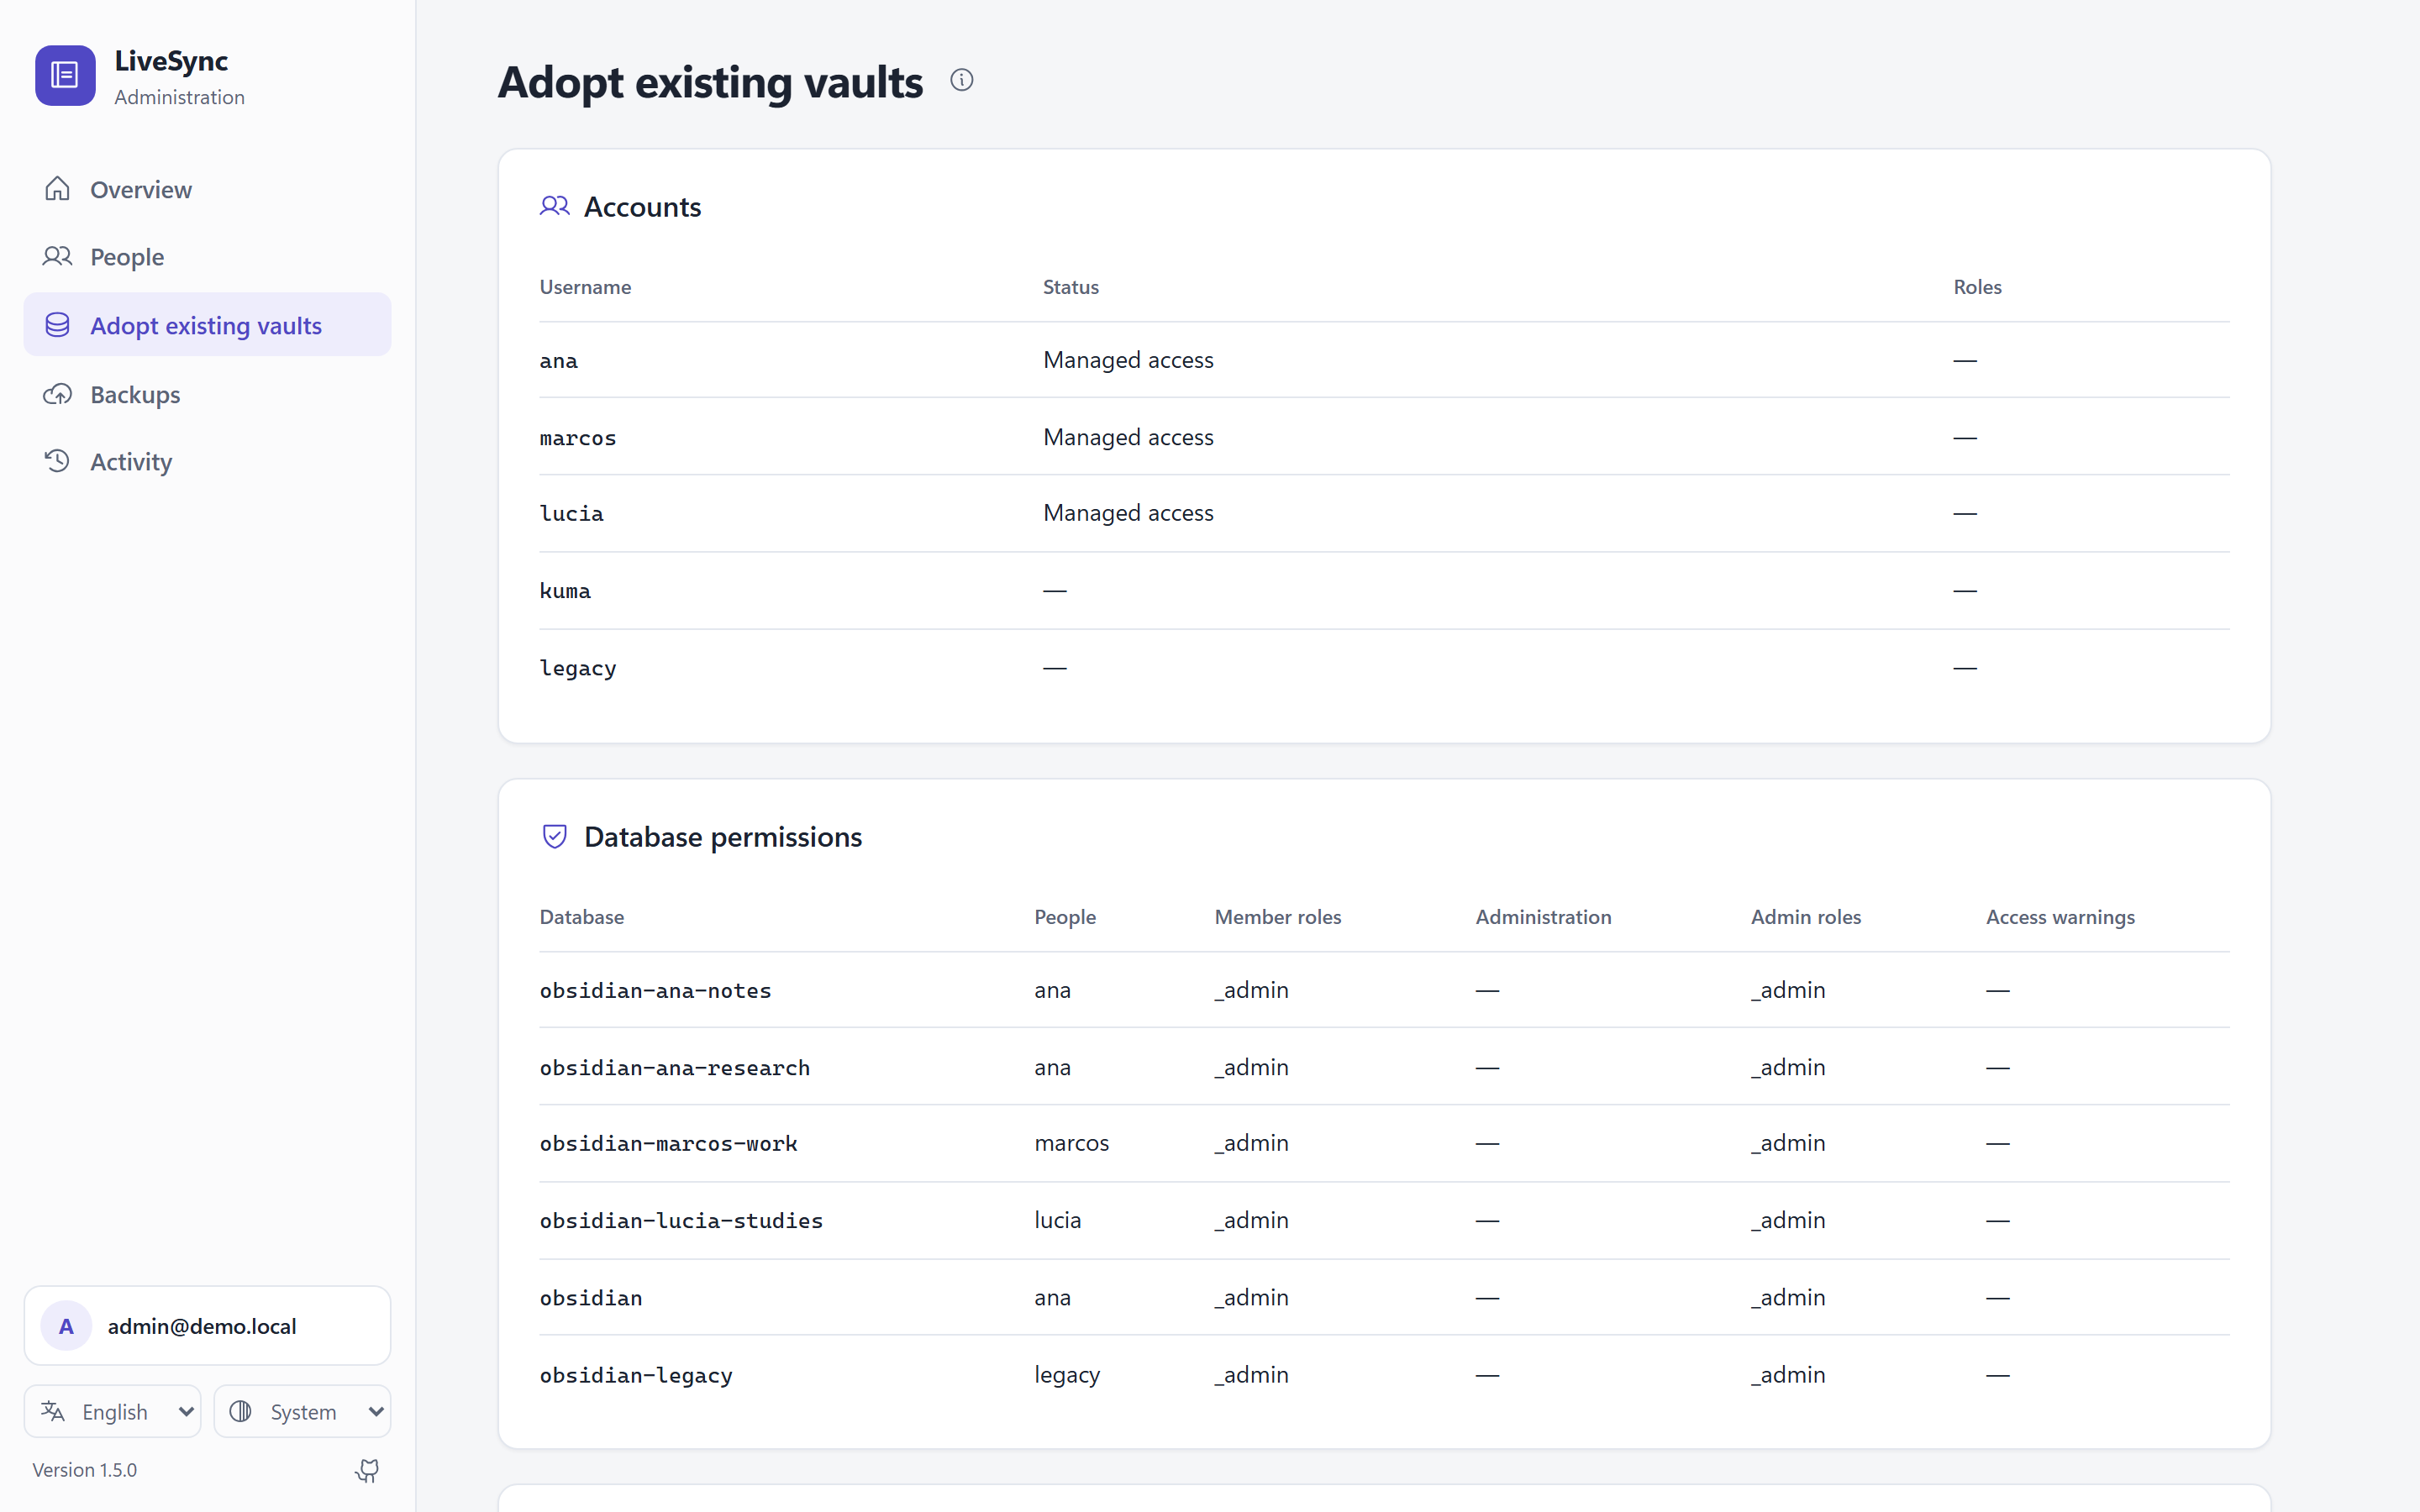 LiveSync
Administration
Overview
People
Adopt existing vaults
Backups
Activity
A admin@demo.local
English System
Version 1.5.0
Adopt existing vaults
Accounts
Username Status Roles
ana Managed access —
marcos Managed access —
lucia Managed access —
kuma — —
legacy — —
Database permissions
Database People Member roles Administration Admin roles Access warnings
obsidian-ana-notes ana _admin — _admin —
obsidian-ana-research ana _admin — _admin —
obsidian-marcos-work marcos _admin — _admin —
obsidian-lucia-studies lucia _admin — _admin —
obsidian ana _admin — _admin —
obsidian-legacy legacy _admin — _admin —